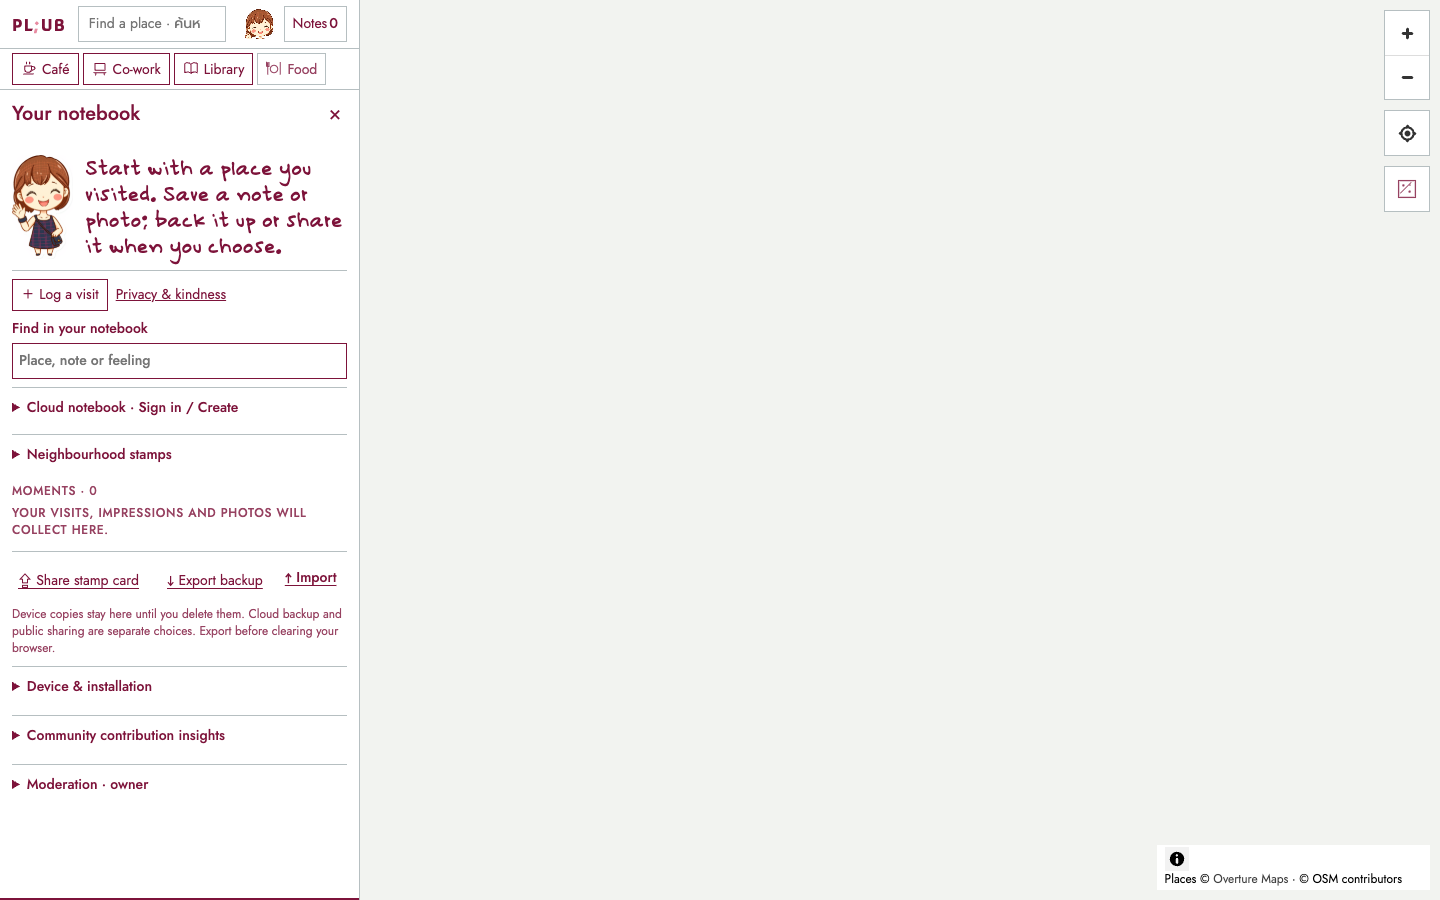 PL:UB
Find a place · ค้นห
Notes 0
Café
Co-work
Library
Food
Your notebook
×
Start with a place you
visited. Save a note or
photo; back it up or share
it when you choose.
+ Log a visit
Privacy & kindness
Find in your notebook
Place, note or feeling
Cloud notebook · Sign in / Create
Neighbourhood stamps
MOMENTS · 0
YOUR VISITS, IMPRESSIONS AND PHOTOS WILL
COLLECT HERE.
Share stamp card
↓ Export backup
↑ Import
Device copies stay here until you delete them. Cloud backup and
public sharing are separate choices. Export before clearing your
browser.
Device & installation
Community contribution insights
Moderation · owner
Places © Overture Maps · © OSM contributors